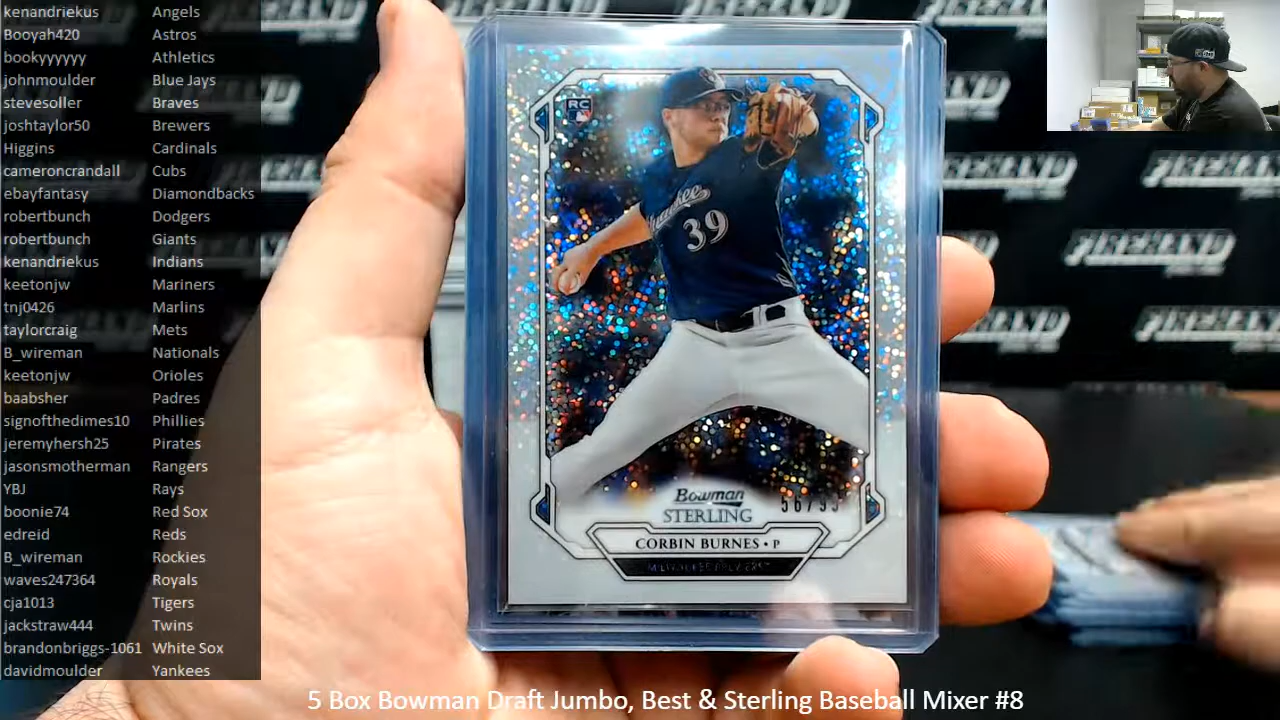 kenandriekus Angels
Booyah420 Astros
bookyyyyyy Athletics
johnmoulder Blue Jays
stevesoller Braves
joshtaylor50 Brewers
Higgins Cardinals
cameroncrandall Cubs
ebayfantasy Diamondbacks
robertbunch Dodgers
robertbunch Giants
kenandriekus Indians
keetonjw Mariners
tnj0426 Marlins
taylorcraig Mets
B_wireman Nationals
keetonjw Orioles
baabsher Padres
signofthedimes10 Phillies
jeremyhersh25 Pirates
jasonsmotherman Rangers
YBJ Rays
boonie74 Red Sox
edreid Reds
B_wireman Rockies
waves247364 Royals
cja1013 Tigers
jackstraw444 Twins
brandonbriggs-1061 White Sox
davidmoulder Yankees
RC
39
Bowman
STERLING
56/99
CORBIN BURNES • P
5 Box Bowman Draft Jumbo, Best & Sterling Baseball Mixer #8